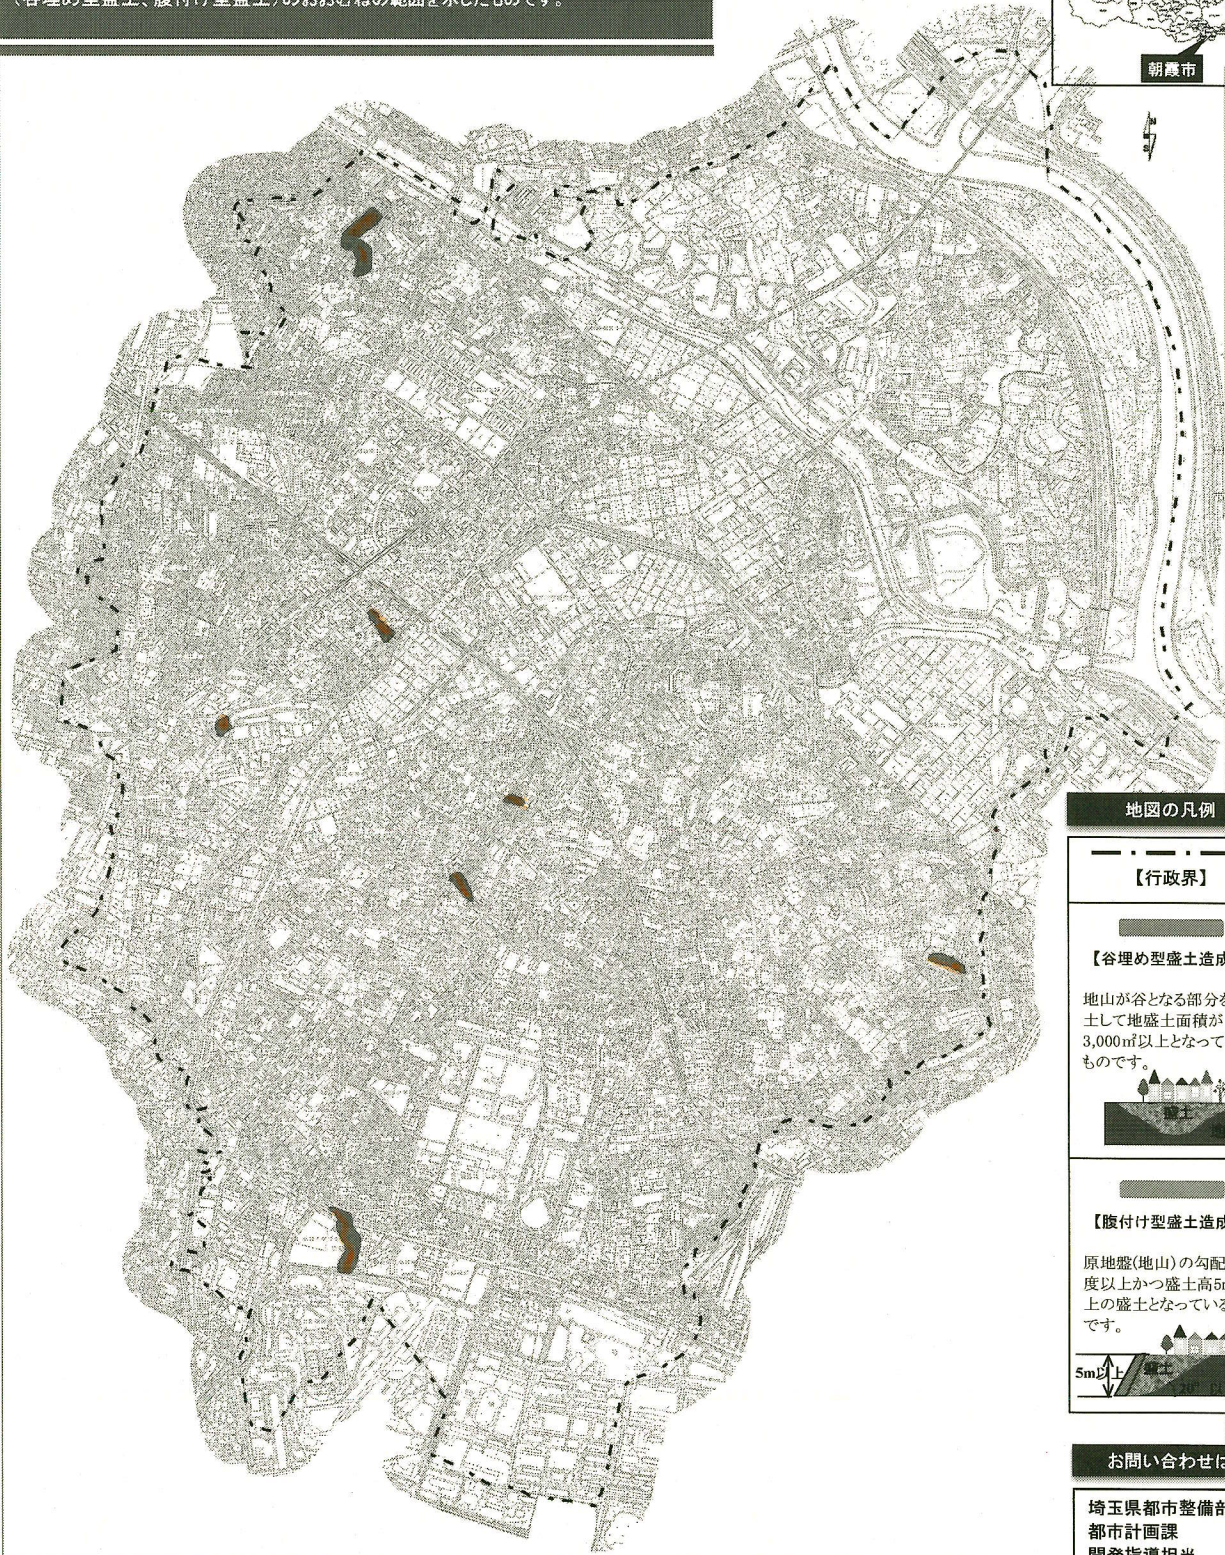 （谷埋め型盛土、腹付け型盛土）のおおむねの範囲を示したものです。
朝霞市
N
S
地図の凡例
【行政界】
【谷埋め型盛土造成
地山が谷となる部分を
土して地盛土面積が
3,000㎡以上となって
ものです。
盛土
【腹付け型盛土造成
原地盤(地山)の勾配
度以上かつ盛土高5m
上の盛土となっている
です。
5m以上
盛土
20°
お問い合わせは
埼玉県都市整備部
都市計画課
開発指導担当